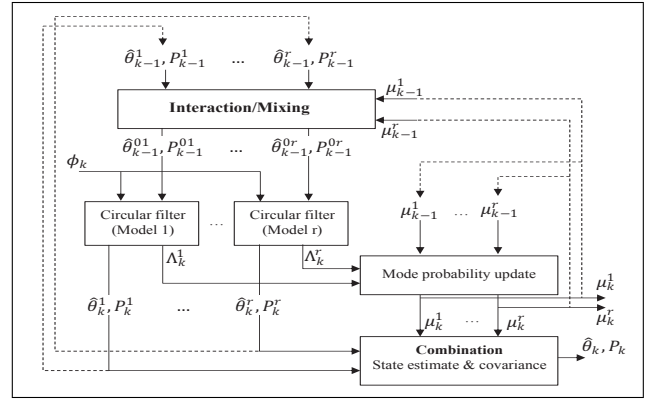 θ̂¹ₖ₋₁, P¹ₖ₋₁ ... θ̂ʳₖ₋₁, Pʳₖ₋₁
μ¹ₖ₋₁
Interaction/Mixing
μʳₖ₋₁
θ̂⁰¹ₖ₋₁, P⁰¹ₖ₋₁ ... θ̂⁰ʳₖ₋₁, P⁰ʳₖ₋₁
ϕₖ
Circular filter
(Model 1)
...
Circular filter
(Model r)
μ¹ₖ₋₁ ... μʳₖ₋₁
Λ¹ₖ
Λʳₖ
Mode probability update
μ¹ₖ
θ̂¹ₖ, P¹ₖ ... θ̂ʳₖ, Pʳₖ
μʳₖ
μ¹ₖ ... μʳₖ
Combination
State estimate & covariance
θ̂ₖ, Pₖ